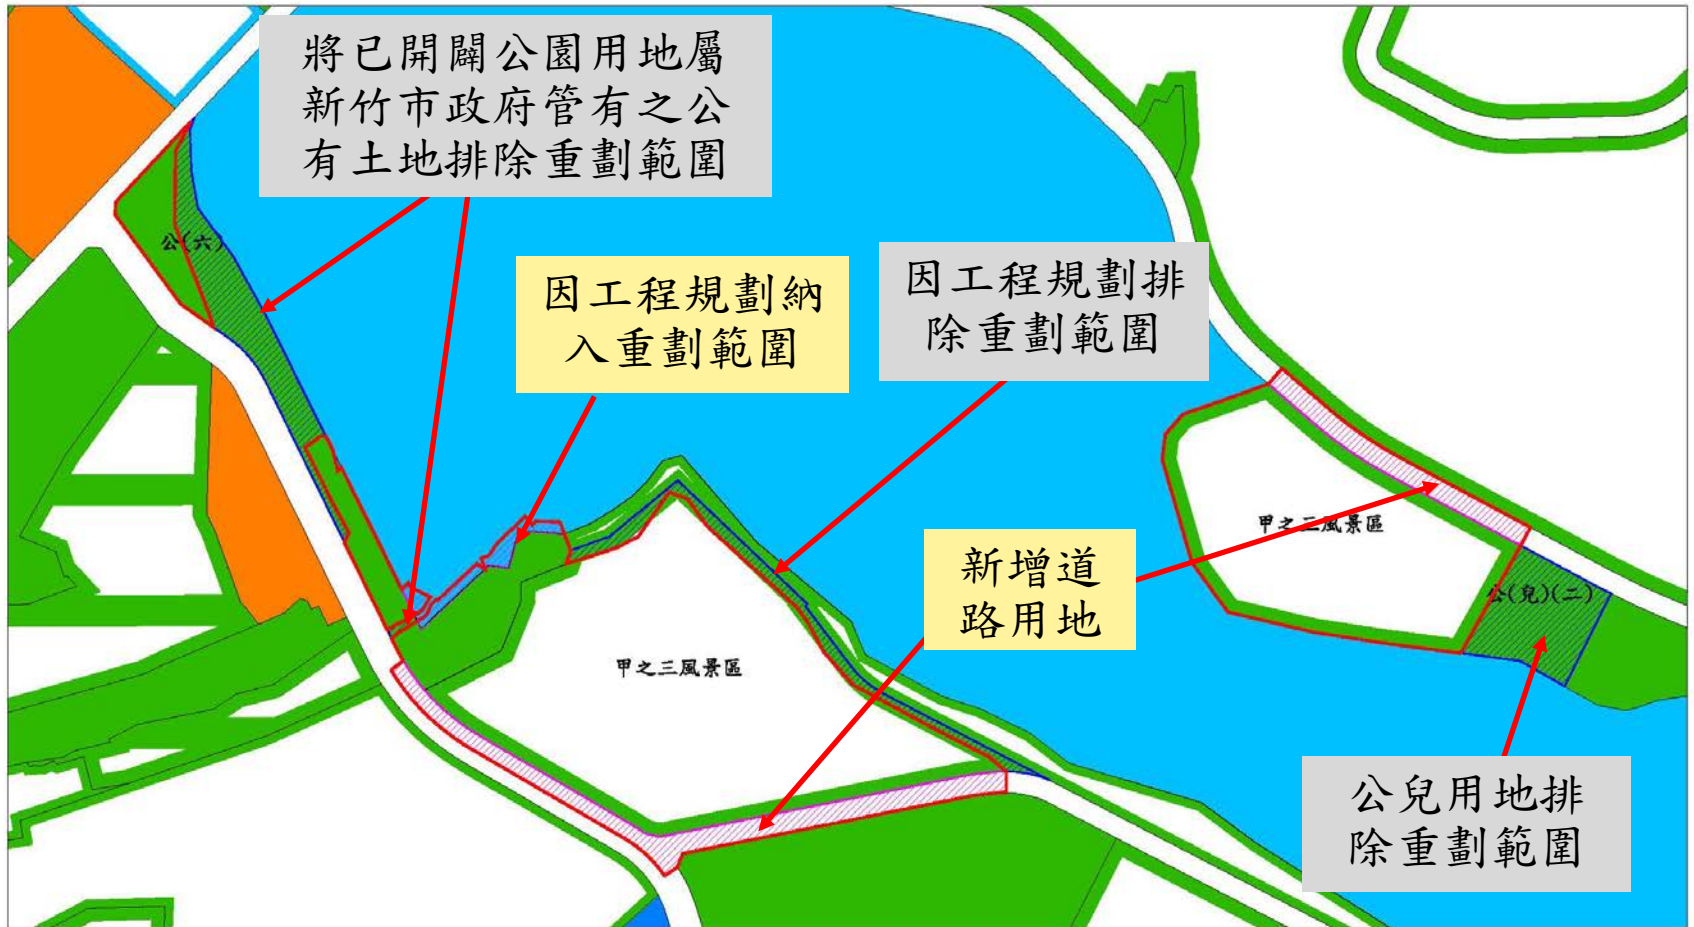 將已開闢公園用地屬
新竹市政府管有之公
有土地排除重劃範圍
公(六)
因工程規劃納
入重劃範圍
因工程規劃排
除重劃範圍
甲之二風景區
新增道
路用地
公(兒)(二)
甲之三風景區
公兒用地排
除重劃範圍